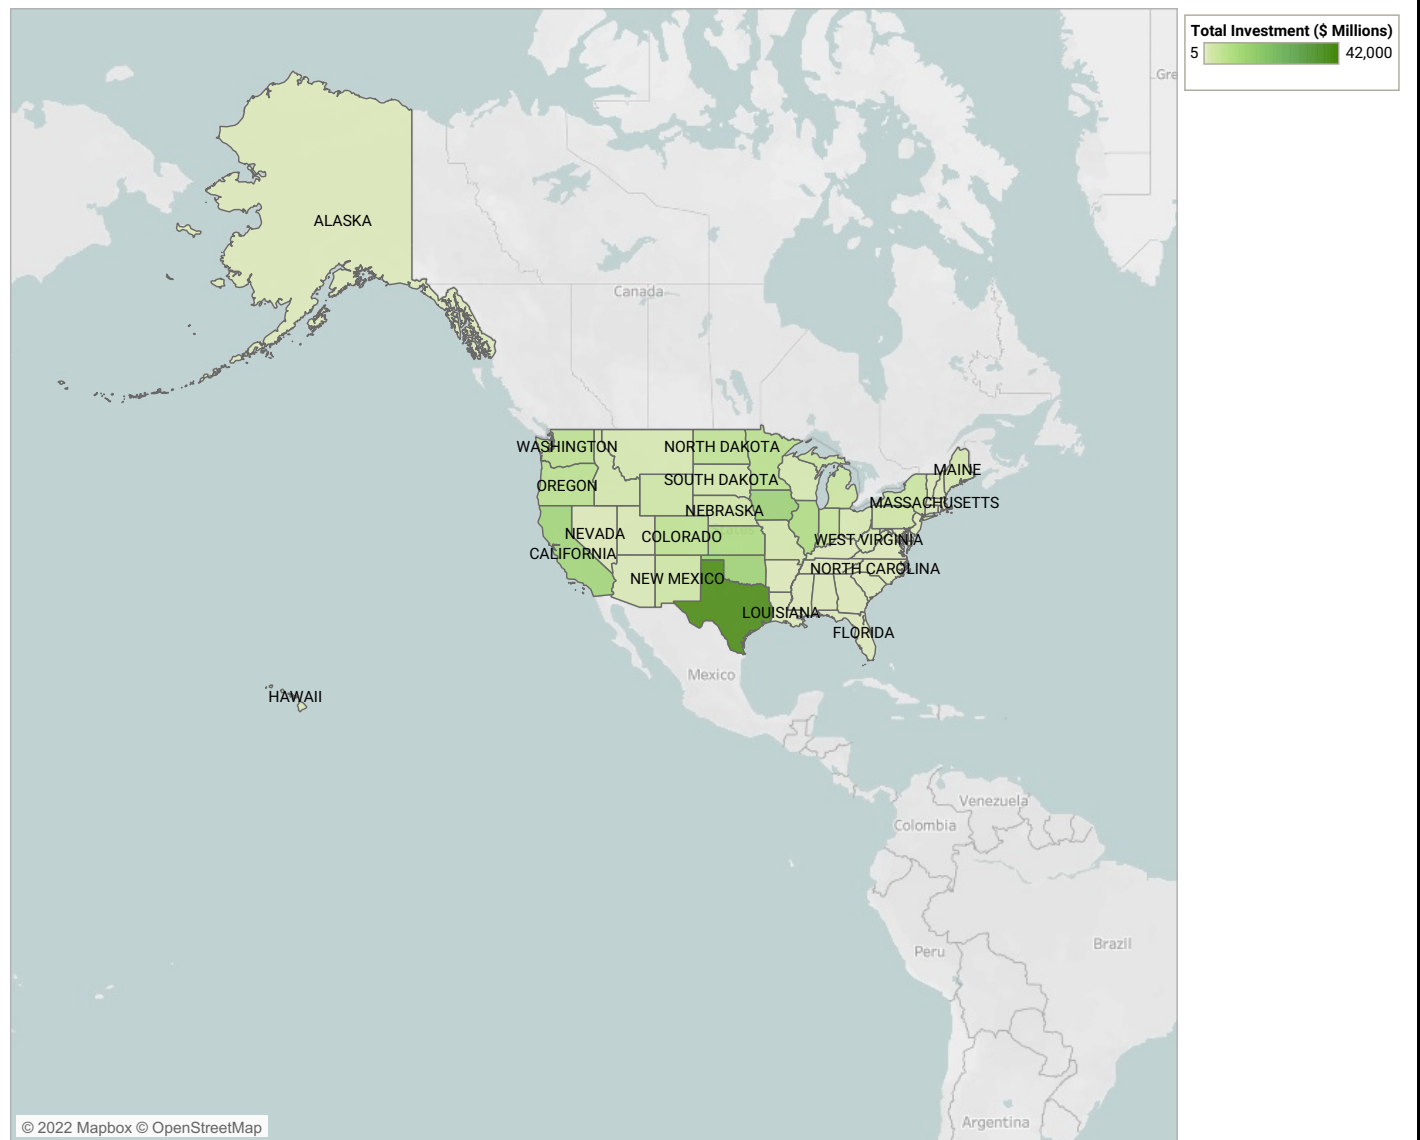 Total Investment ($ Millions)
5 42,000
Gre
ALASKA
Canada
WASHINGTON
NORTH DAKOTA
MAINE
SOUTH DAKOTA
OREGON
MASSACHUSETTS
NEBRASKA
NEVADA
COLORADO
WEST VIRGINIA
CALIFORNIA
NORTH CAROLINA
NEW MEXICO
LOUISIANA
FLORIDA
Mexico
HAWAII
Venezuela
Colombia
Brazil
Peru
Argentina
© 2022 Mapbox © OpenStreetMap